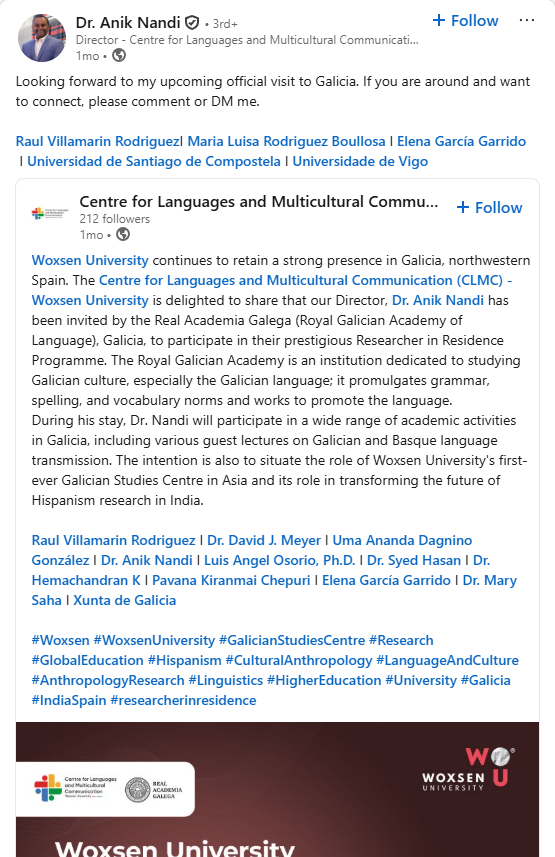 Dr. Anik Nandi • 3rd+
+ Follow
Director - Centre for Languages and Multicultural Communicati...
1mo •
Looking forward to my upcoming official visit to Galicia. If you are around and want
to connect, please comment or DM me.
Raul Villamarin Rodriguezl Maria Luisa Rodriguez Boullosa l Elena García Garrido
l Universidad de Santiago de Compostela l Universidade de Vigo
Centre for Languages and Multicultural Commu...
+ Follow
212 followers
1mo •
Woxsen University continues to retain a strong presence in Galicia, northwestern
Spain. The Centre for Languages and Multicultural Communication (CLMC) -
Woxsen University is delighted to share that our Director, Dr. Anik Nandi has
been invited by the Real Academia Galega (Royal Galician Academy of
Language), Galicia, to participate in their prestigious Researcher in Residence
Programme. The Royal Galician Academy is an institution dedicated to studying
Galician culture, especially the Galician language; it promulgates grammar,
spelling, and vocabulary norms and works to promote the language.
During his stay, Dr. Nandi will participate in a wide range of academic activities
in Galicia, including various guest lectures on Galician and Basque language
transmission. The intention is also to situate the role of Woxsen University's first-
ever Galician Studies Centre in Asia and its role in transforming the future of
Hispanism research in India.
Raul Villamarin Rodriguez l Dr. David J. Meyer l Uma Ananda Dagnino
González l Dr. Anik Nandi l Luis Angel Osorio, Ph.D. l Dr. Syed Hasan l Dr.
Hemachandran K l Pavana Kiranmai Chepuri l Elena García Garrido l Dr. Mary
Saha l Xunta de Galicia
#Woxsen #WoxsenUniversity #GalicianStudiesCentre #Research
#GlobalEducation #Hispanism #CulturalAnthropology #LanguageAndCulture
#AnthropologyResearch #Linguistics #HigherEducation #University #Galicia
#IndiaSpain #researcherinresidence
Centre for Languages
and Multicultural
Communication
REAL
ACADEMIA
GALEGA
WO
WOXSEN U
UNIVERSITY
Woxsen University